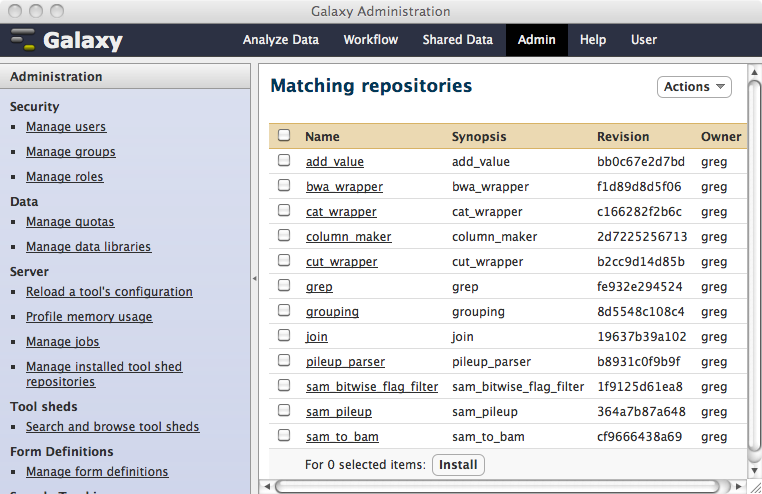 Galaxy Administration
Galaxy
Analyze Data Workflow Shared Data Admin Help User
Administration
Security
Manage users
Manage groups
Manage roles
Data
Manage quotas
Manage data libraries
Server
Reload a tool's configuration
Profile memory usage
Manage jobs
Manage installed tool shed
repositories
Tool sheds
Search and browse tool sheds
Form Definitions
Manage form definitions
Matching repositories
Actions
Name Synopsis Revision Owner
add_value add_value bb0c67e2d7bd greg
bwa_wrapper bwa_wrapper f1d89d8d5f06 greg
cat_wrapper cat_wrapper c166282f2b6c greg
column_maker column_maker 2d7225256713 greg
cut_wrapper cut_wrapper b2cc9d14d85b greg
grep grep fe932e294524 greg
grouping grouping 8d5548c108c4 greg
join join 19637b39a102 greg
pileup_parser pileup_parser b8931c0f9b9f greg
sam_bitwise_flag_filter sam_bitwise_flag_filter 1f9125d61ea8 greg
sam_pileup sam_pileup 364a7b87a648 greg
sam_to_bam sam_to_bam cf9666438a69 greg
For 0 selected items: Install